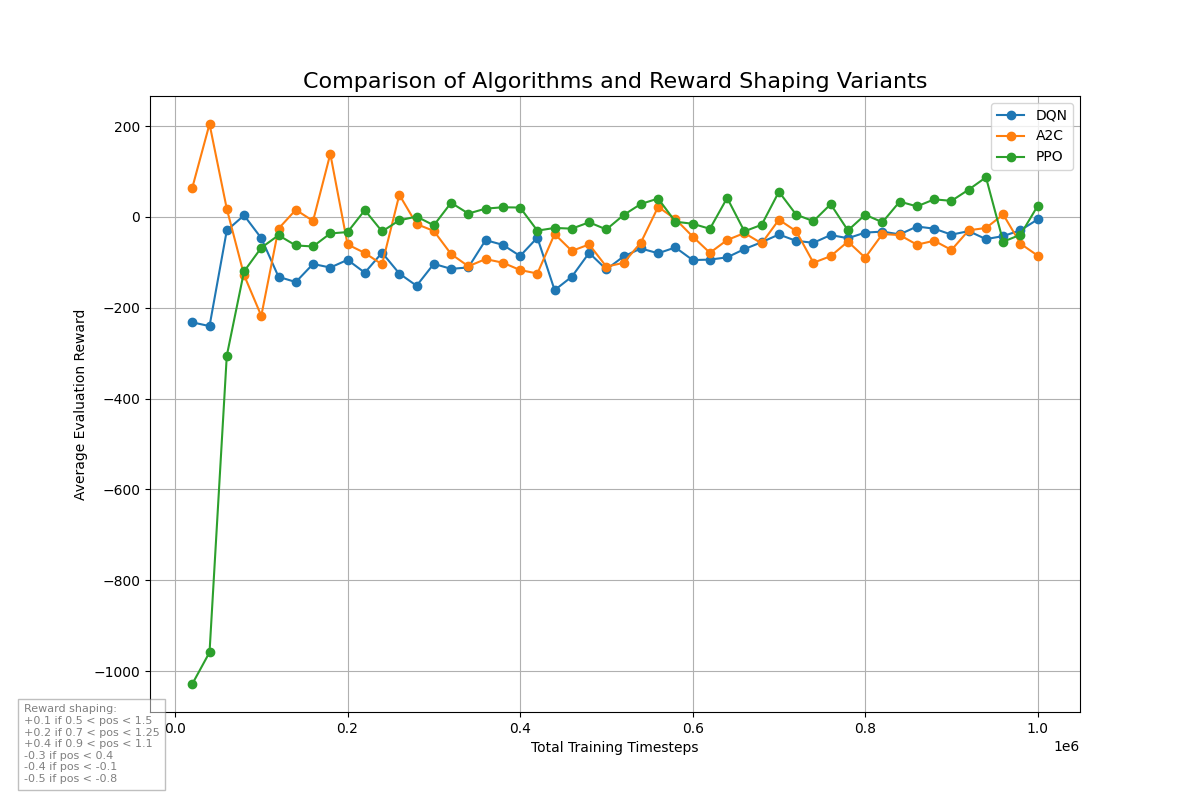 Comparison of Algorithms and Reward Shaping Variants
DQN
A2C
PPO
200
0
−200
−400
−600
−800
−1000
Average Evaluation Reward
0.0
0.2
0.4
0.6
0.8
1.0
1e6
Total Training Timesteps
Reward shaping:
+0.1 if 0.5 < pos < 1.5
+0.2 if 0.7 < pos < 1.25
+0.4 if 0.9 < pos < 1.1
-0.3 if pos < 0.4
-0.4 if pos < -0.1
-0.5 if pos < -0.8